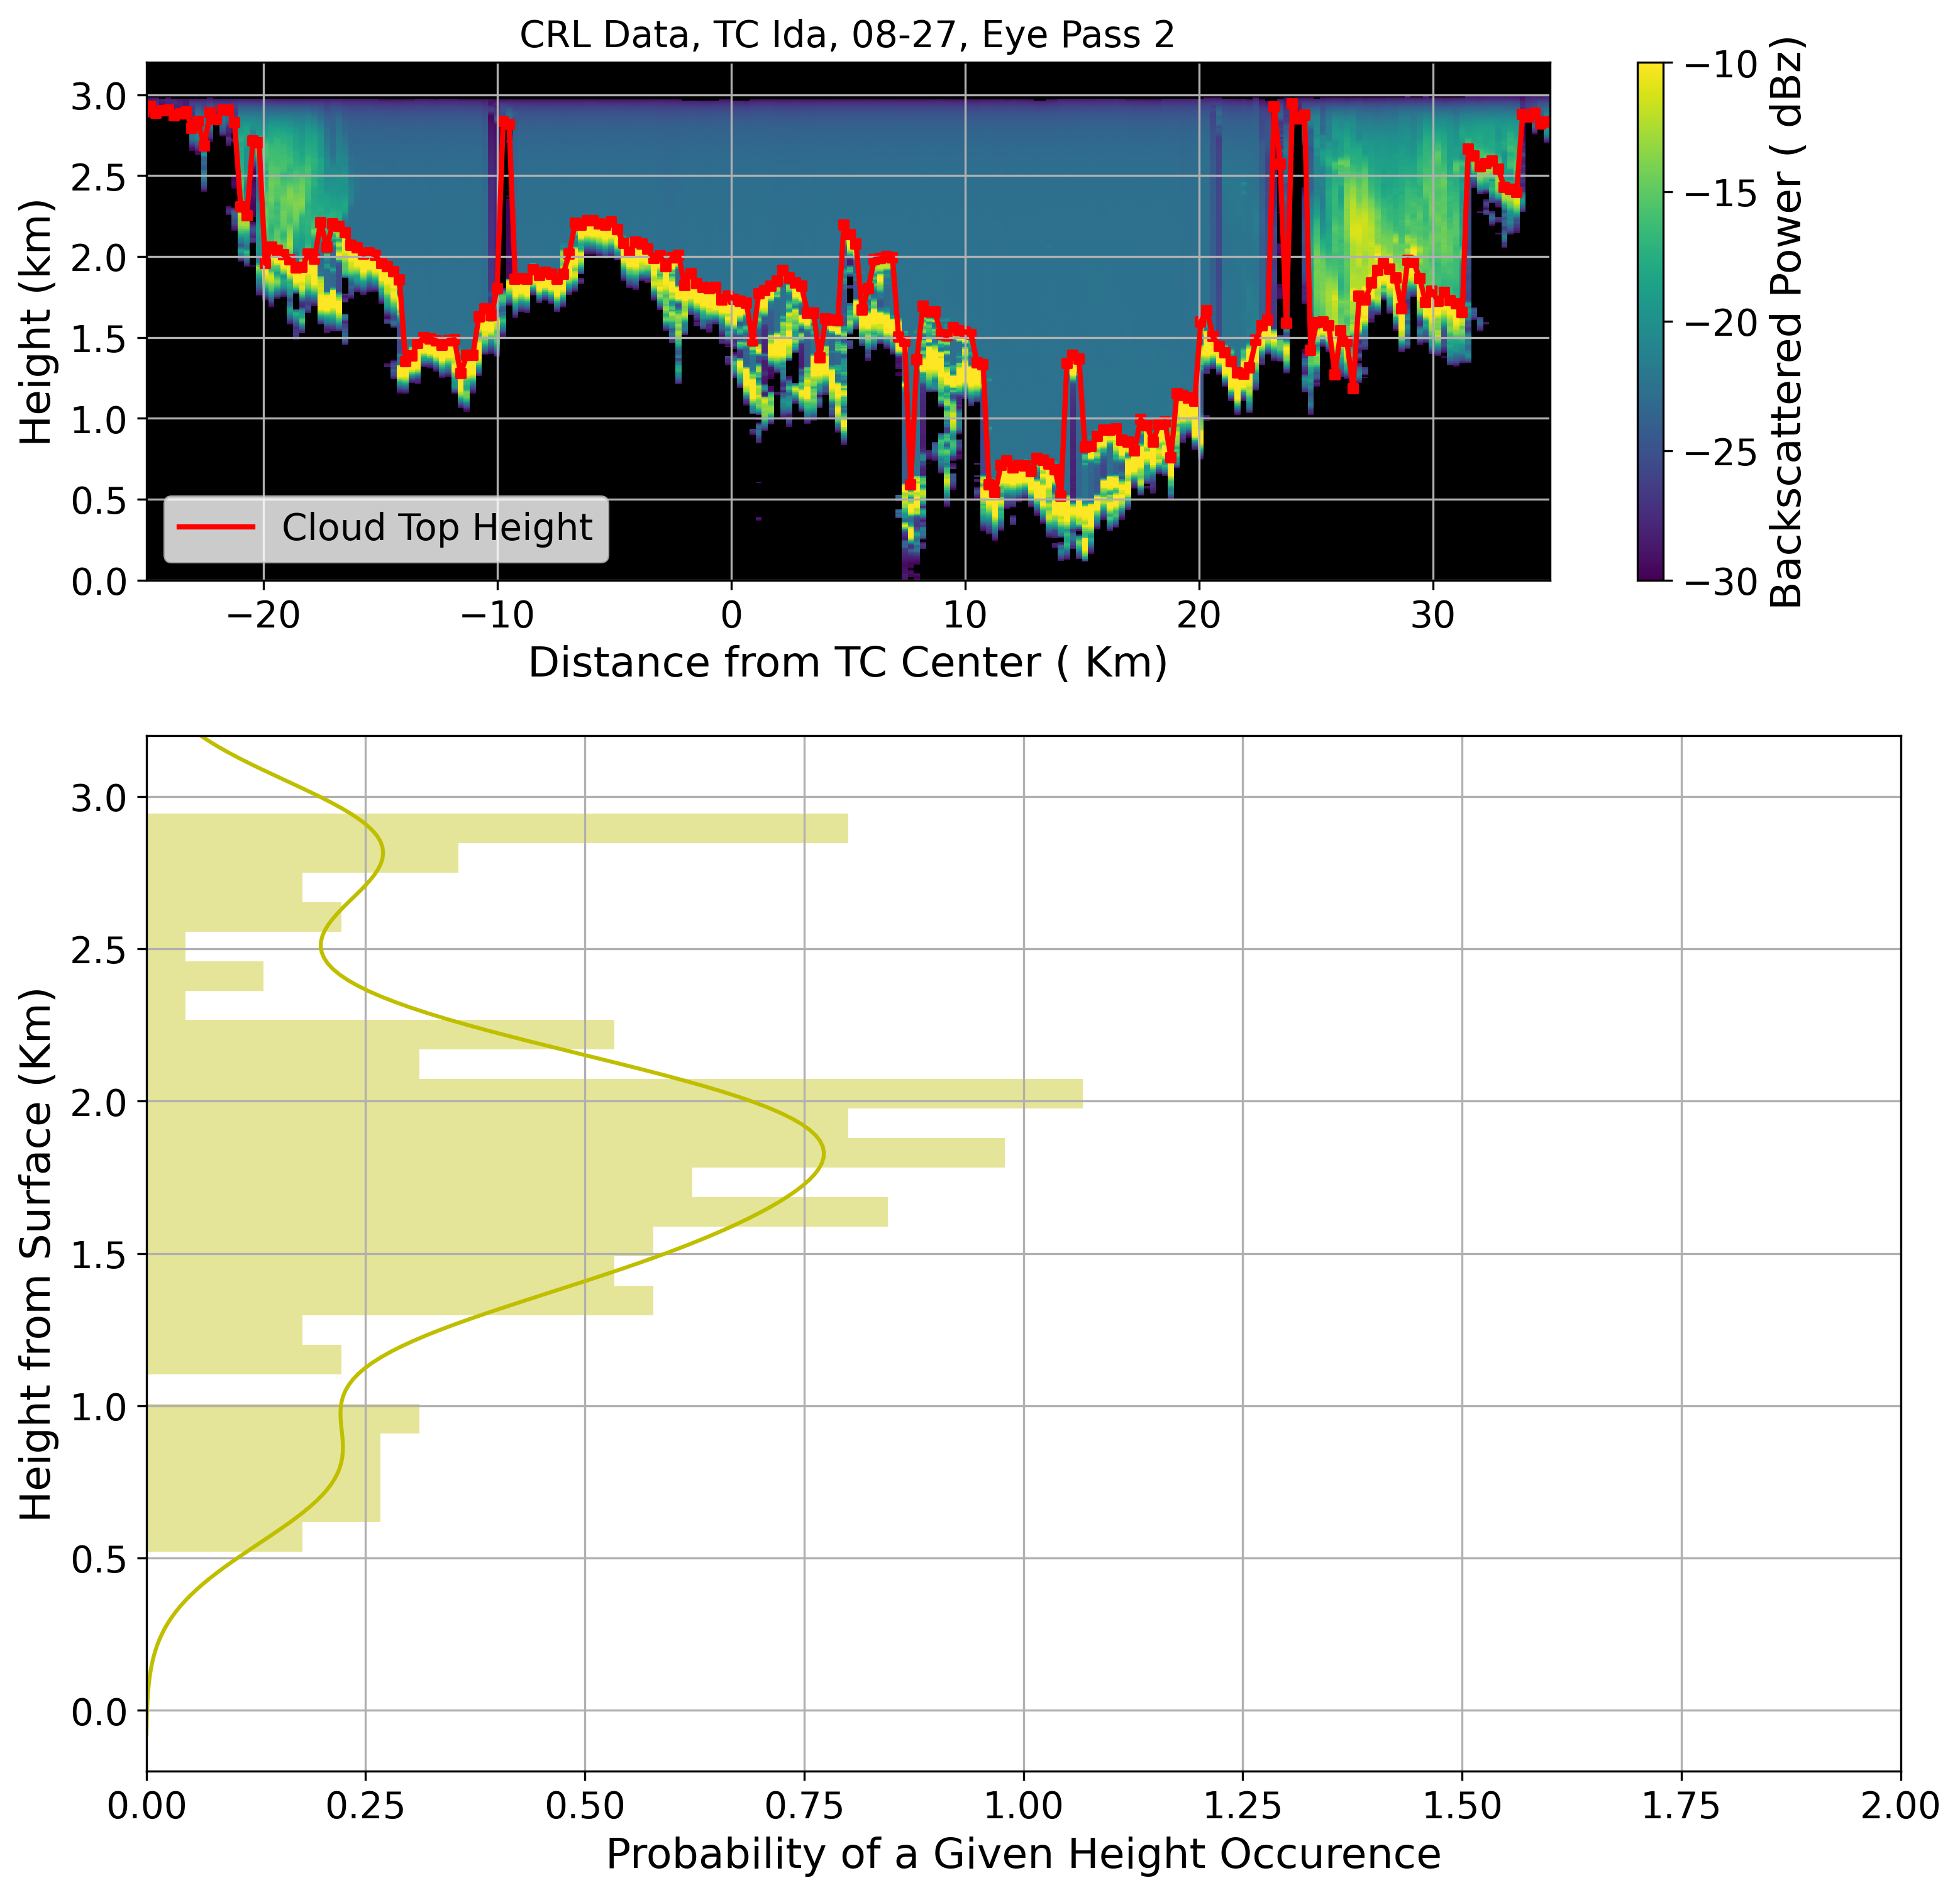 CRL Data, TC Ida, 08-27, Eye Pass 2
Height (km)
3.0
2.5
2.0
1.5
1.0
0.5
0.0
Cloud Top Height
−20 −10 0 10 20 30
Distance from TC Center ( Km)
−10
−15
−20
−25
−30
Backscattered Power ( dBz)
Height from Surface (Km)
3.0
2.5
2.0
1.5
1.0
0.5
0.0
0.00 0.25 0.50 0.75 1.00 1.25 1.50 1.75 2.00
Probability of a Given Height Occurence